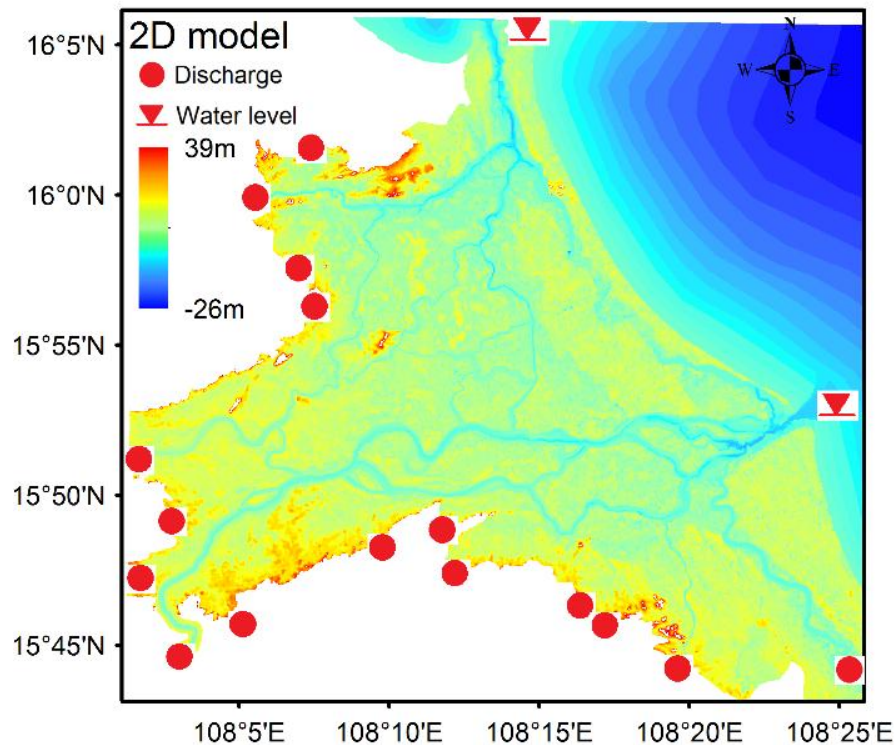 2D model
Discharge
Water level
39m
-26m
N
W E
S
16°5'N
16°0'N
15°55'N
15°50'N
15°45'N
108°5'E 108°10'E 108°15'E 108°20'E 108°25'E